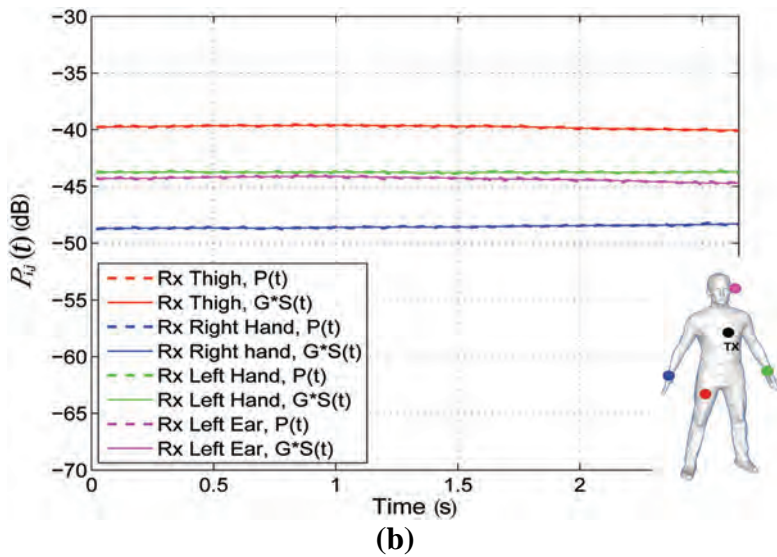 −30
−35
−40
−45
−50
−55
−60
−65
−70
P_{i,j}(t) (dB)
Rx Thigh, P(t)
Rx Thigh, G*S(t)
Rx Right Hand, P(t)
Rx Right hand, G*S(t)
Rx Left Hand, P(t)
Rx Left Hand, G*S(t)
Rx Left Ear, P(t)
Rx Left Ear, G*S(t)
TX
0 0.5 1 1.5 2
Time (s)
(b)